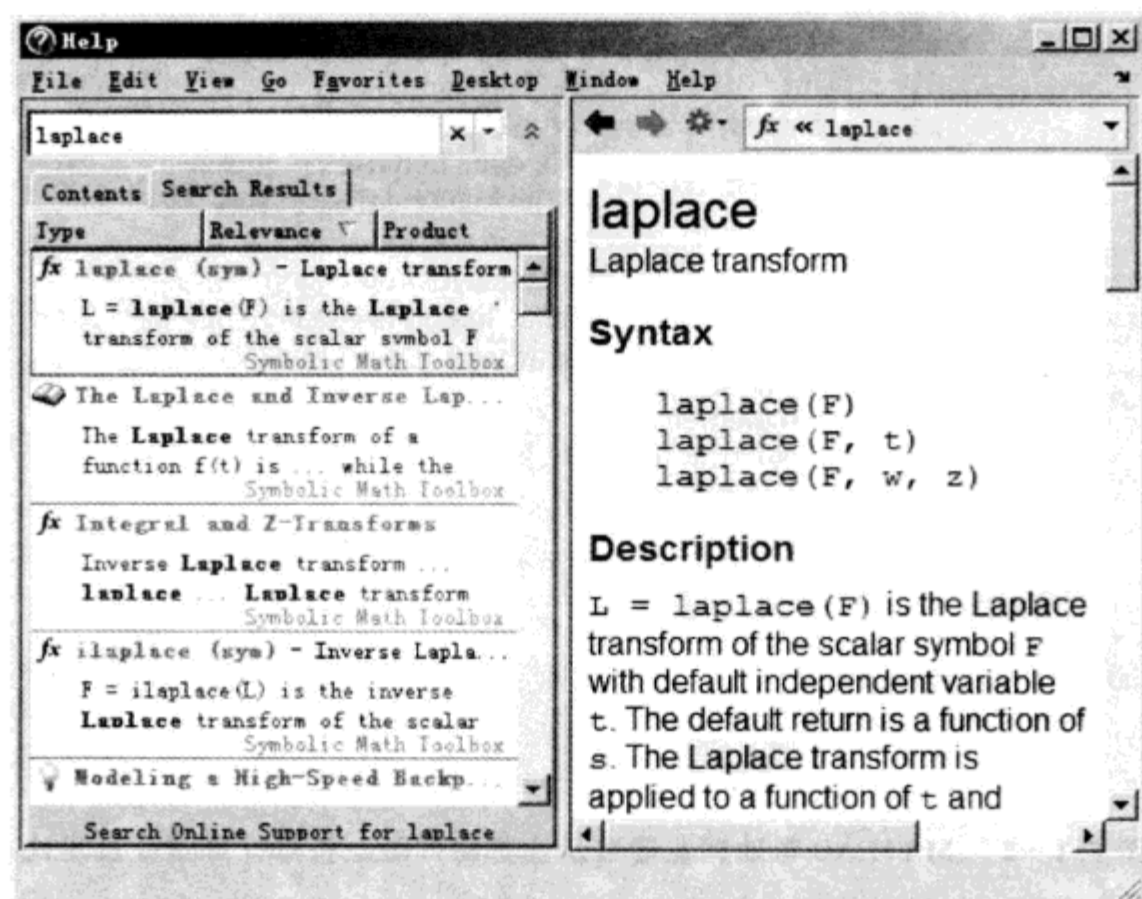 Help
File Edit View Go Favorites Desktop Window Help
laplace
Contents Search Results
Type Relevance Product
fx laplace (sym) - Laplace transform
L = laplace(F) is the Laplace
transform of the scalar symbol F
Symbolic Math Toolbox
The Laplace and Inverse Lap...
The Laplace transform of a
function f(t) is ... while the
Symbolic Math Toolbox
fx Integral and Z-Transforms
Inverse Laplace transform ...
laplace ... Laplace transform
Symbolic Math Toolbox
fx ilaplace (sym) - Inverse Lapla...
F = ilaplace(L) is the inverse
Laplace transform of the scalar
Symbolic Math Toolbox
Modeling a High-Speed Backp...
Search Online Support for laplace
fx « laplace
laplace
Laplace transform
Syntax
laplace(F)
laplace(F, t)
laplace(F, w, z)
Description
L = laplace(F) is the Laplace
transform of the scalar symbol F
with default independent variable
t. The default return is a function of
s. The Laplace transform is
applied to a function of t and